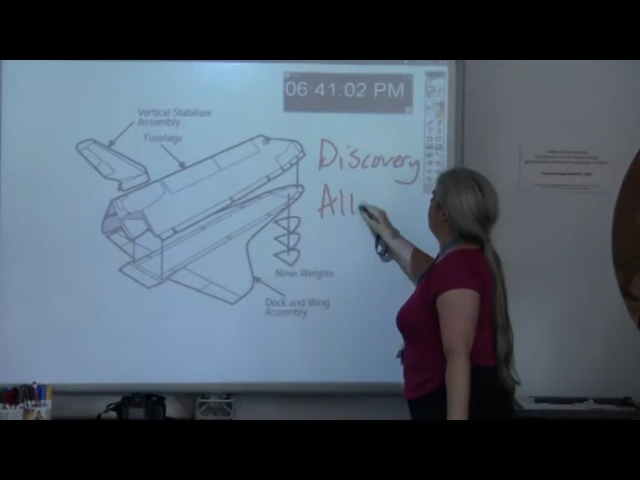 06 41:02 PM
Vertical Stabilizer
Assembly
Fuselage
Discovery
All
Nose Weights
Deck and Wing
Assembly